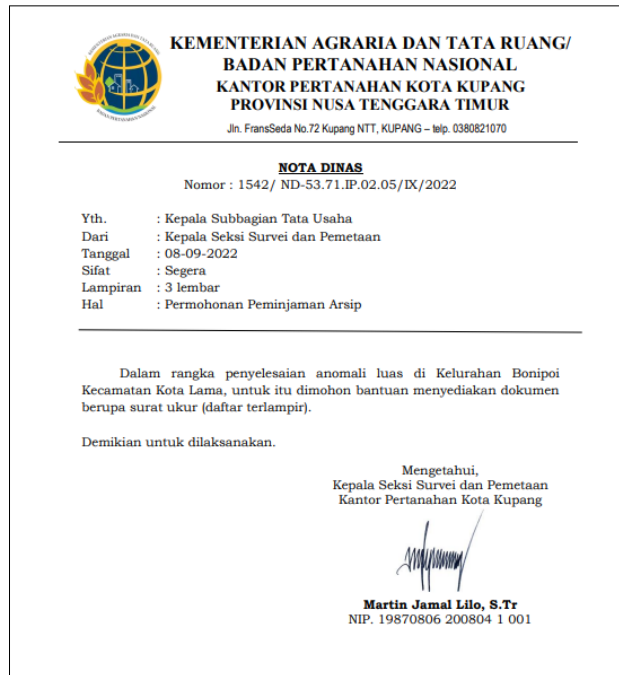 KEMENTERIAN AGRARIA DAN TATA RUANG/
BADAN PERTANAHAN NASIONAL
KANTOR PERTANAHAN KOTA KUPANG
PROVINSI NUSA TENGGARA TIMUR
Jln. FransSeda No.72 Kupang NTT, KUPANG – telp. 0380821070
NOTA DINAS
Nomor : 1542/ ND-53.71.IP.02.05/IX/2022
Yth. : Kepala Subbagian Tata Usaha
Dari : Kepala Seksi Survei dan Pemetaan
Tanggal : 08-09-2022
Sifat : Segera
Lampiran : 3 lembar
Hal : Permohonan Peminjaman Arsip
Dalam rangka penyelesaian anomali luas di Kelurahan Bonipoi
Kecamatan Kota Lama, untuk itu dimohon bantuan menyediakan dokumen
berupa surat ukur (daftar terlampir).
Demikian untuk dilaksanakan.
Mengetahui,
Kepala Seksi Survei dan Pemetaan
Kantor Pertanahan Kota Kupang
Martin Jamal Lilo, S.Tr
NIP. 19870806 200804 1 001